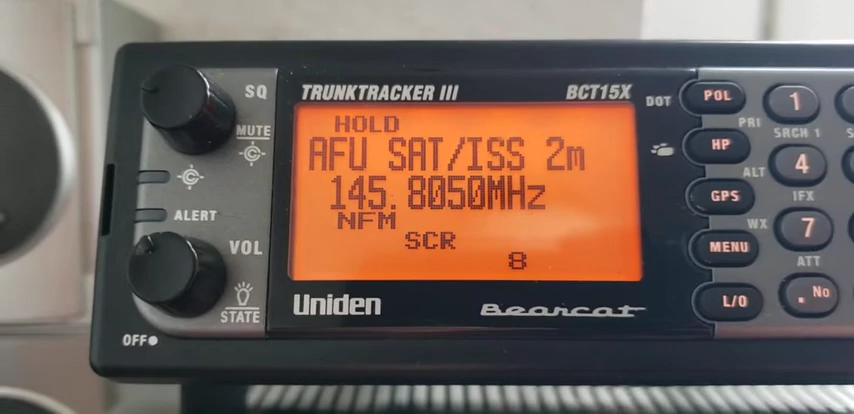 SQ
MUTE
ALERT
VOL
STATE
OFF
TRUNKTRACKER III BCT15X
HOLD
AFU SAT/ISS 2m
145.8050MHz
NFM
SCR
8
Uniden Bearcat
DOT POL
PRI
HP
ALT
GPS
WX MENU
L/O
1
SRCH 1
4
IFX
7
ATT
. No